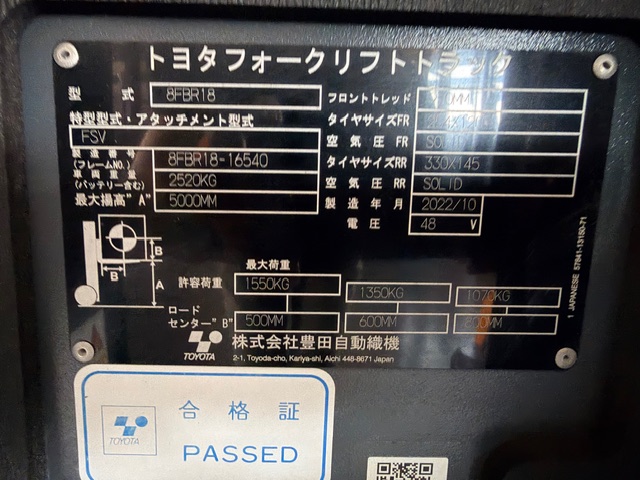 トヨタフォークリフトトラック
型 式 8FBR18
特型型式・アタッチメント型式
FSV
製造番号 (フレームNO.) 8FBR18-16540
車両重量 (バッテリー含む) 2520KG
最大揚高"A" 5000MM
フロントトレッド
タイヤサイズFR
空気圧 FR
タイヤサイズRR 330X145
空気圧 RR SOLID
製造年月 2022/10
電圧 48 V
B
B
A
最大荷重
許容荷重 1550KG 1350KG 1070KG
ロードセンター"B" 500MM 600MM
TOYOTA 株式会社豊田自動織機
2-1, Toyoda-cho, Kariya-shi, Aichi 448-8671 Japan
1 JAPANESE 57841-13150-71
TOYOTA
合格証
PASSED